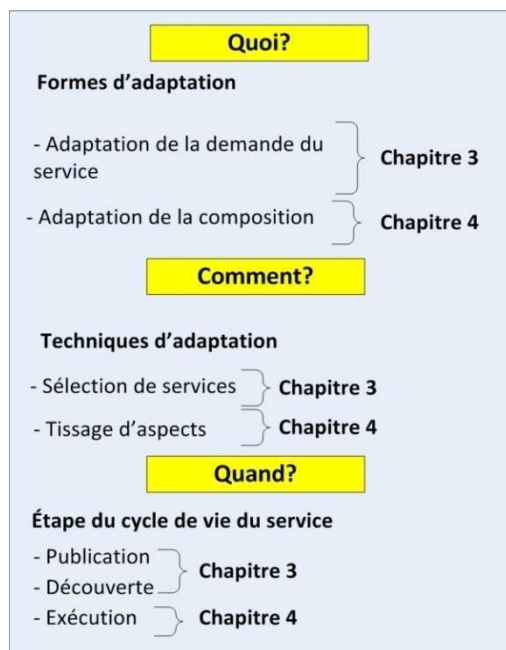 Quoi?
Formes d'adaptation
- Adaptation de la demande du
service
Chapitre 3
- Adaptation de la composition
Chapitre 4
Comment?
Techniques d'adaptation
- Sélection de services
Chapitre 3
- Tissage d'aspects
Chapitre 4
Quand?
Étape du cycle de vie du service
- Publication
- Découverte
Chapitre 3
- Exécution
Chapitre 4